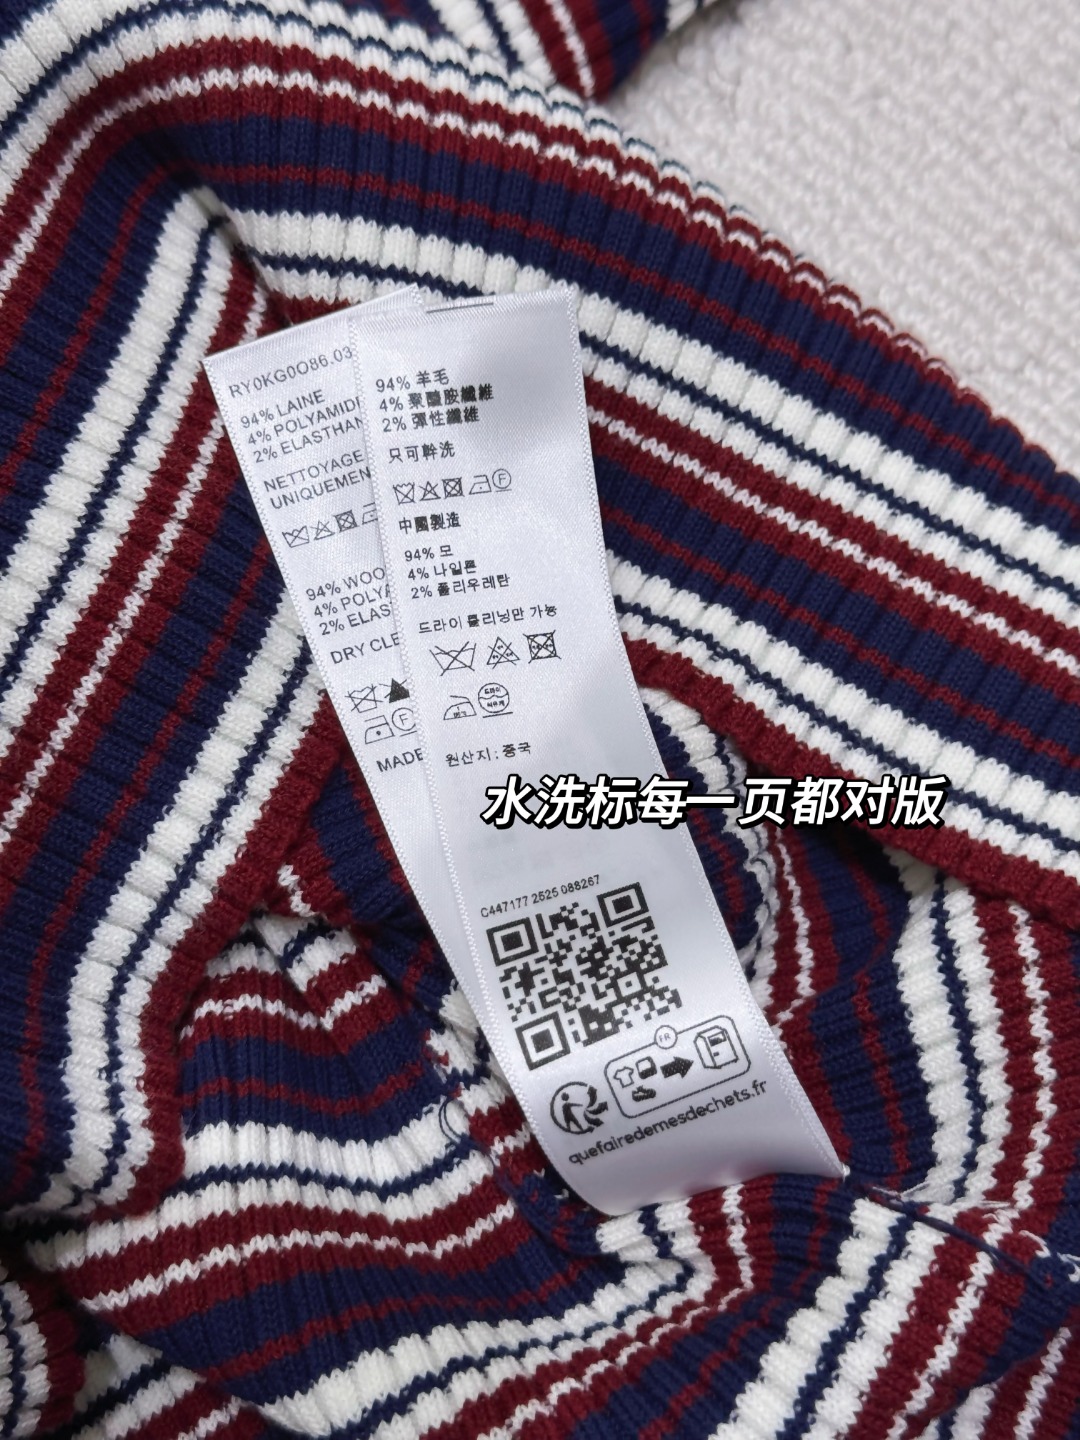 RY0KG0O86.03
94% LAINE
4% POLYAMID
2% ELASTHAN
NETTOYAGE
UNIQUEMEN
94% WOO
4% POLY
2% ELAS
DRY CLE
F
MADE
94% 羊毛
4% 聚醯胺纖維
2% 彈性纖維
只可幹洗
F
中國製造
94% 모
4% 나일론
2% 폴리우레탄
드라이 클리닝만 가능
원산지: 중국
水洗标每一页都对版
C447177 2525 088267
FR
quefairedemesdechets.fr